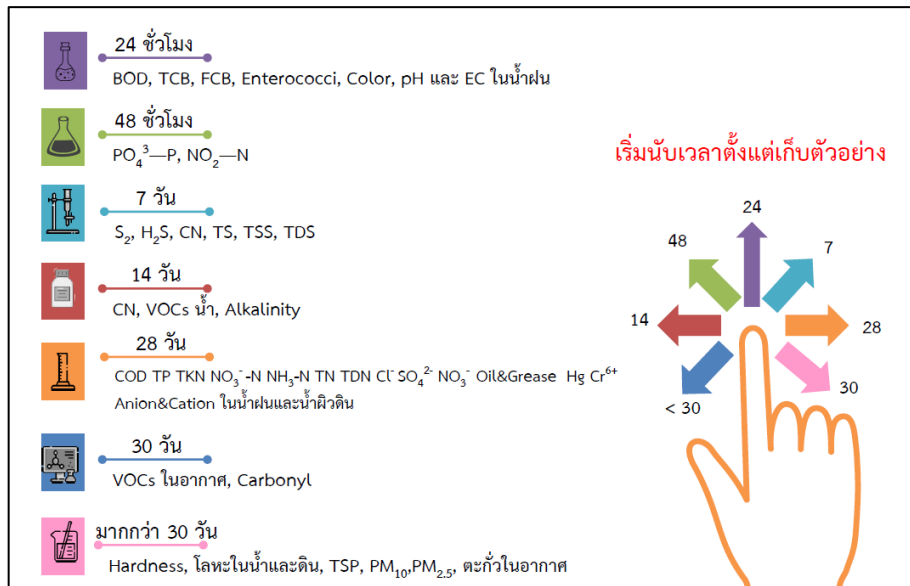 24 ชั่วโมง
BOD, TCB, FCB, Enterococci, Color, pH และ EC ในน้ำฝน
48 ชั่วโมง
PO₄³—P, NO₂—N
7 วัน
S₂, H₂S, CN, TS, TSS, TDS
14 วัน
CN, VOCs น้ำ, Alkalinity
28 วัน
COD TP TKN NO₃⁻-N NH₃-N TN TDN Cl⁻ SO₄²⁻ NO₃⁻ Oil&Grease Hg Cr⁶⁺
Anion&Cation ในน้ำฝนและน้ำผิวดิน
30 วัน
VOCs ในอากาศ, Carbonyl
มากกว่า 30 วัน
Hardness, โลหะในน้ำและดิน, TSP, PM₁₀,PM₂.₅, ตะกั่วในอากาศ
เริ่มนับเวลาตั้งแต่เก็บตัวอย่าง
24
48
7
14
28
< 30
30